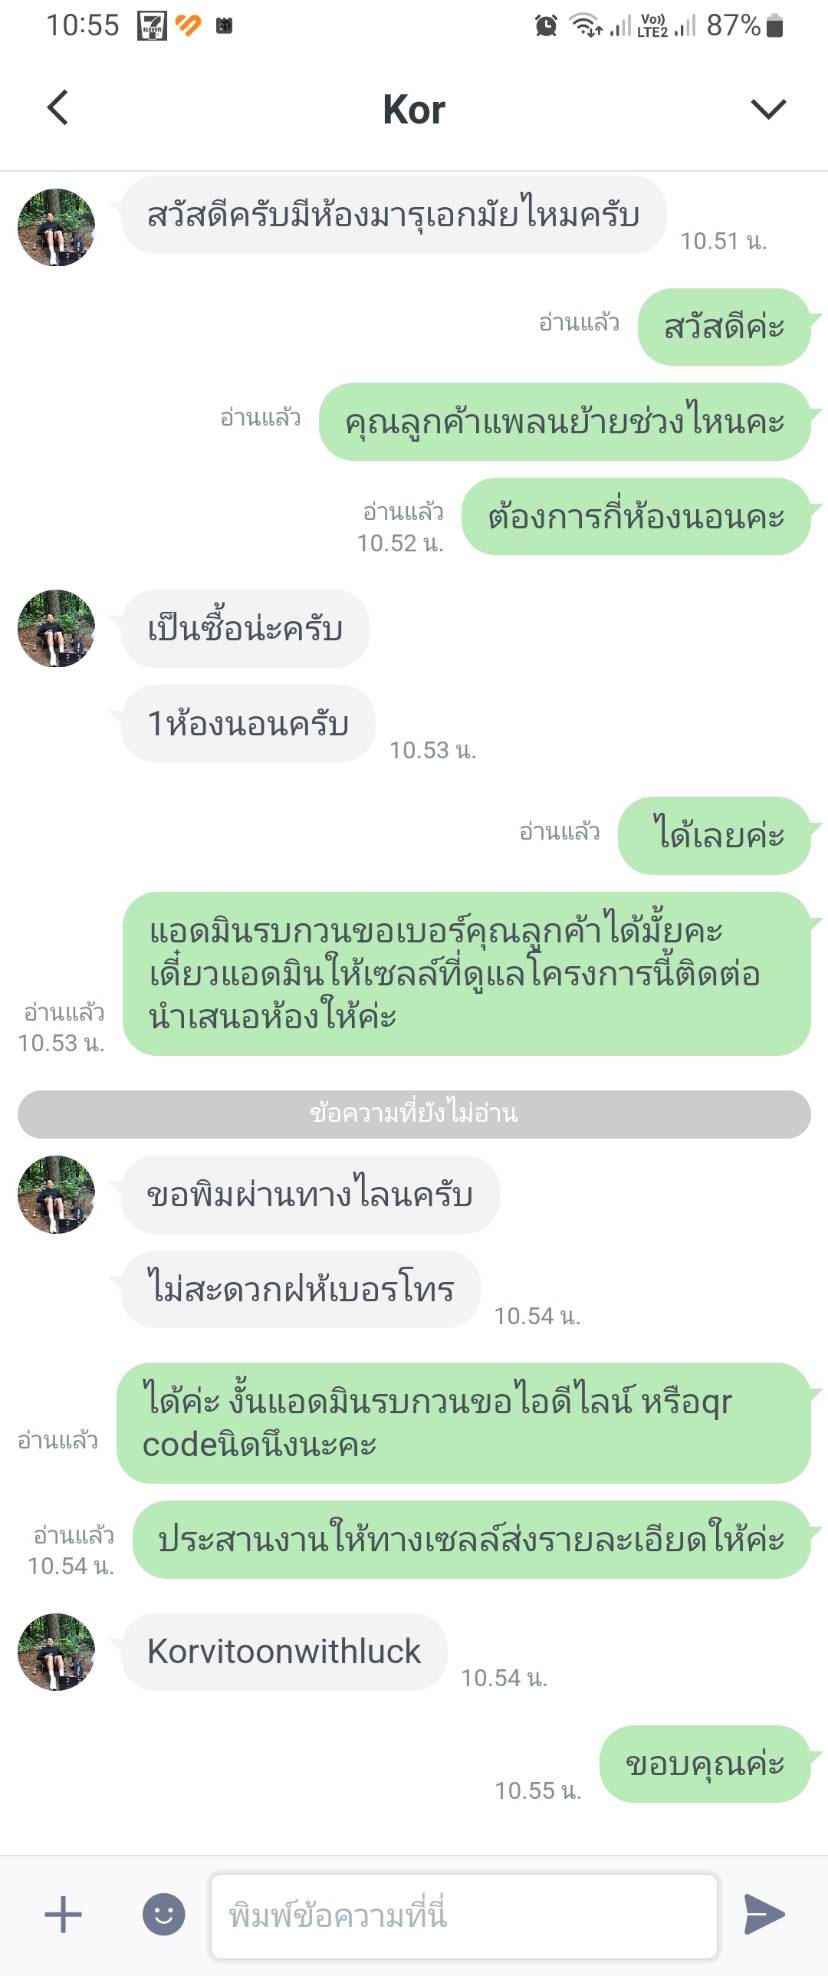 10:55
7
ELEVEN
31
Vo))
LTE2
87%
Kor
สวัสดีครับมีห้องมารุเอกมัยไหมครับ
10.51 น.
อ่านแล้ว
สวัสดีค่ะ
อ่านแล้ว
คุณลูกค้าแพลนย้ายช่วงไหนคะ
ต้องการกี่ห้องนอนคะ
อ่านแล้ว
10.52 น.
เป็นซื้อน่ะครับ
1ห้องนอนครับ
10.53 น.
อ่านแล้ว
ได้เลยค่ะ
แอดมินรบกวนขอเบอร์คุณลูกค้าได้มั้ยคะ
เดี๋ยวแอดมินให้เซลล์ที่ดูแลโครงการนี้ติดต่อ
นำเสนอห้องให้ค่ะ
อ่านแล้ว
10.53 น.
ข้อความที่ยังไม่อ่าน
ขอพิมผ่านทางไลนครับ
ไม่สะดวกฝห้เบอรโทร
10.54 น.
ได้ค่ะ งั้นแอดมินรบกวนขอไอดีไลน์ หรือqr
codeนิดนึงนะคะ
อ่านแล้ว
ประสานงานให้ทางเซลล์ส่งรายละเอียดให้ค่ะ
อ่านแล้ว
10.54 น.
Korvitoonwithluck
10.54 น.
ขอบคุณค่ะ
10.55 น.
พิมพ์ข้อความที่นี่